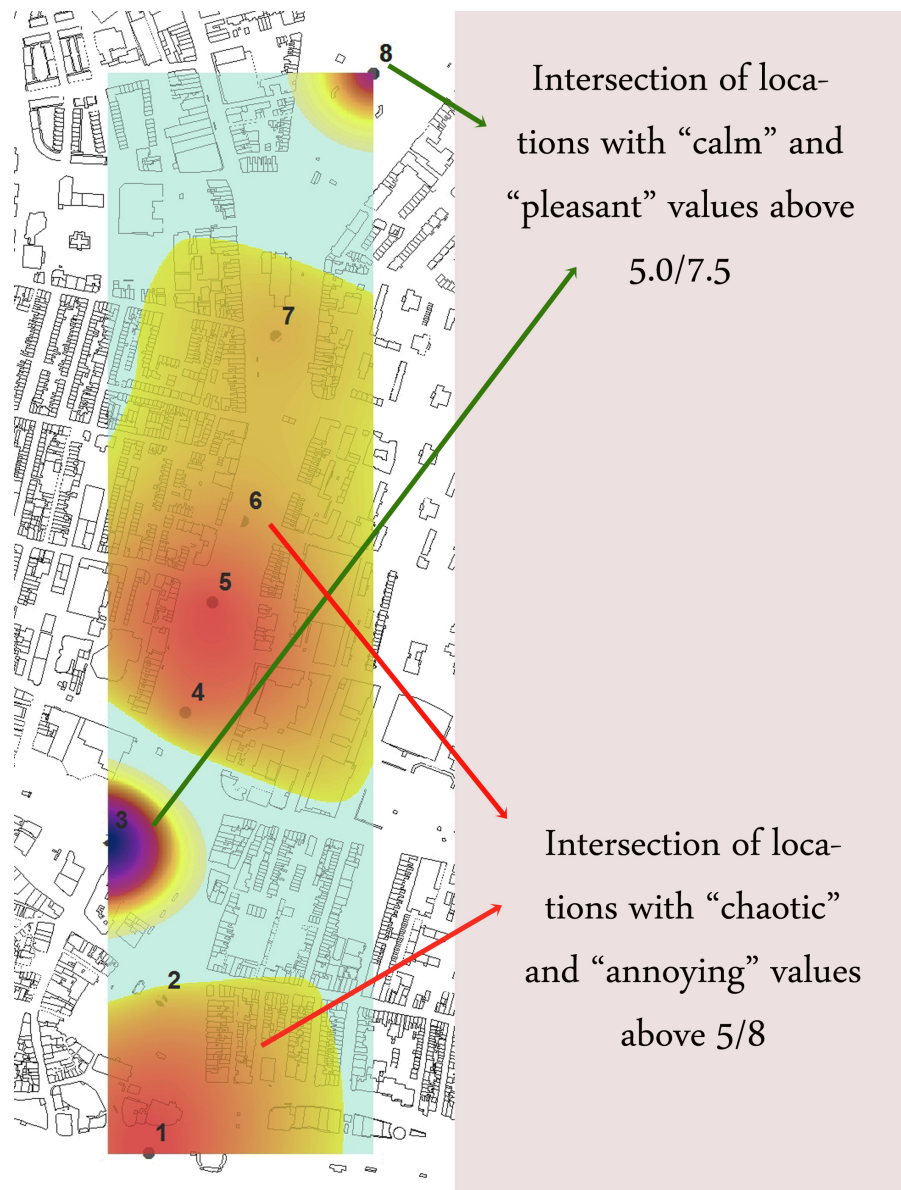 8
Intersection of loca-
tions with “calm” and
“pleasant” values above
5.0/7.5
7
6
5
4
3
Intersection of loca-
tions with “chaotic”
and “annoying” values
above 5/8
2
1